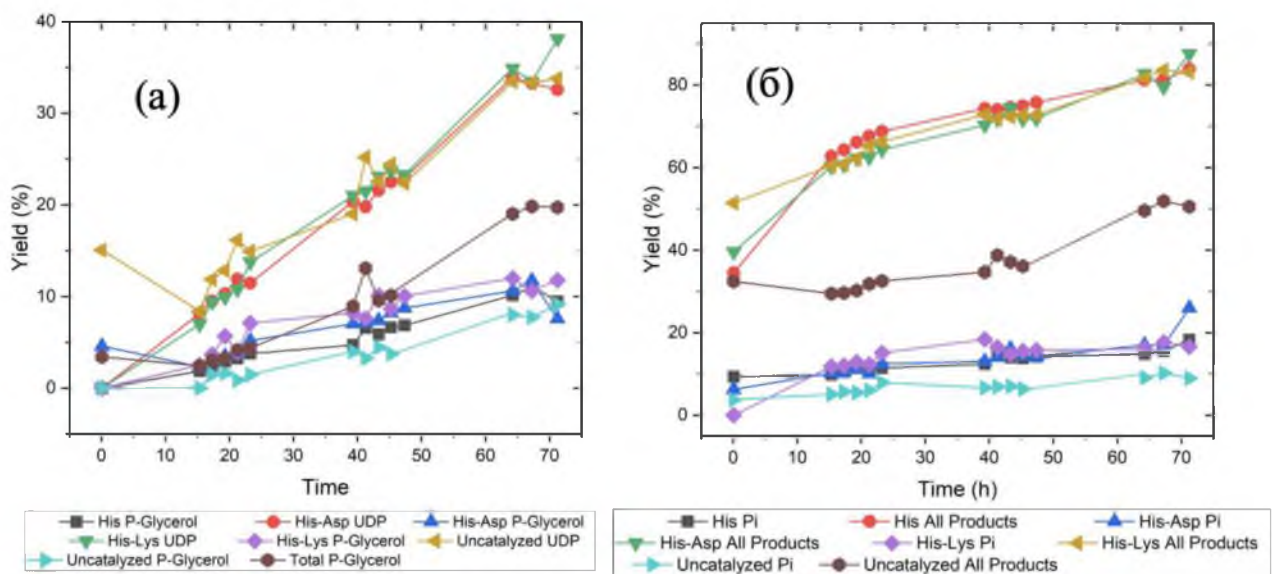 (a)
Yield (%)
40
30
20
10
0
0 10 20 30 40 50 60 70
Time
His P-Glycerol His-Asp UDP His-Asp P-Glycerol
His-Lys UDP His-Lys P-Glycerol Uncatalyzed UDP
Uncatalyzed P-Glycerol Total P-Glycerol
(б)
Yield (%)
80
60
40
20
0
0 10 20 30 40 50 60 70
Time (h)
His Pi His All Products His-Asp Pi
His-Asp All Products His-Lys Pi His-Lys All Products
Uncatalyzed Pi Uncatalyzed All Products